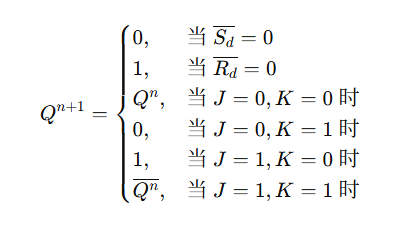 0, 当 \overline{S_d} = 0
1, 当 \overline{R_d} = 0
Q^{n+1} = Q^n, 当 J = 0, K = 0 时
0, 当 J = 0, K = 1 时
1, 当 J = 1, K = 0 时
\overline{Q^n}, 当 J = 1, K = 1 时